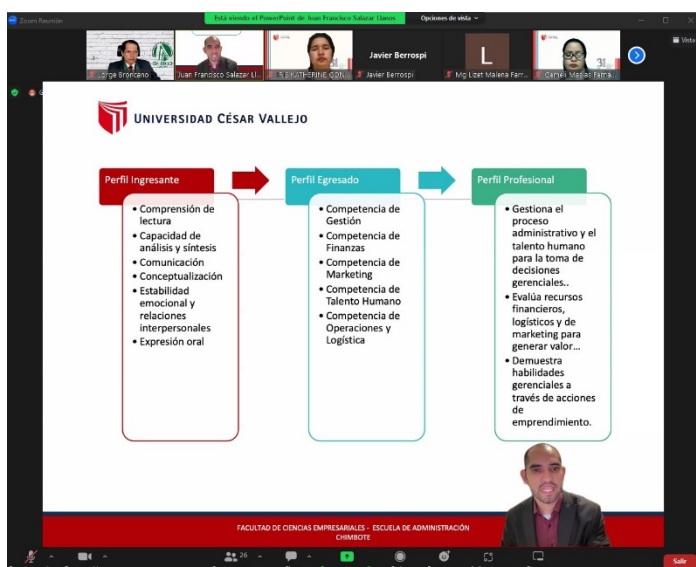 Zoom Reunión
Está viendo el PowerPoint de Juan Francisco Salazar Llanos
Opciones de vista
Vista
Jorge Broncano
Juan Francisco Salazar Ll...
KATHERINE GON...
Javier Berrospi
Javier Berrospi
L
Mg Lizet Malena Farr...
UNIVERSIDAD CÉSAR VALLEJO
Perfil Ingresante
• Comprensión de
lectura
• Capacidad de
análisis y síntesis
• Comunicación
• Conceptualización
• Estabilidad
emocional y
relaciones
interpersonales
• Expresión oral
Perfil Egresado
• Competencia de
Gestión
• Competencia de
Finanzas
• Competencia de
Marketing
• Competencia de
Talento Humano
• Competencia de
Operaciones y
Logística
Perfil Profesional
• Gestiona el
proceso
administrativo y el
talento humano
para la toma de
decisiones
gerenciales..
• Evalúa recursos
financieros,
logísticos y de
marketing para
generar valor...
• Demuestra
habilidades
gerenciales a
través de acciones
de
emprendimiento.
FACULTAD DE CIENCIAS EMPRESARIALES - ESCUELA DE ADMINISTRACIÓN
CHIMBOTE
26
Salir